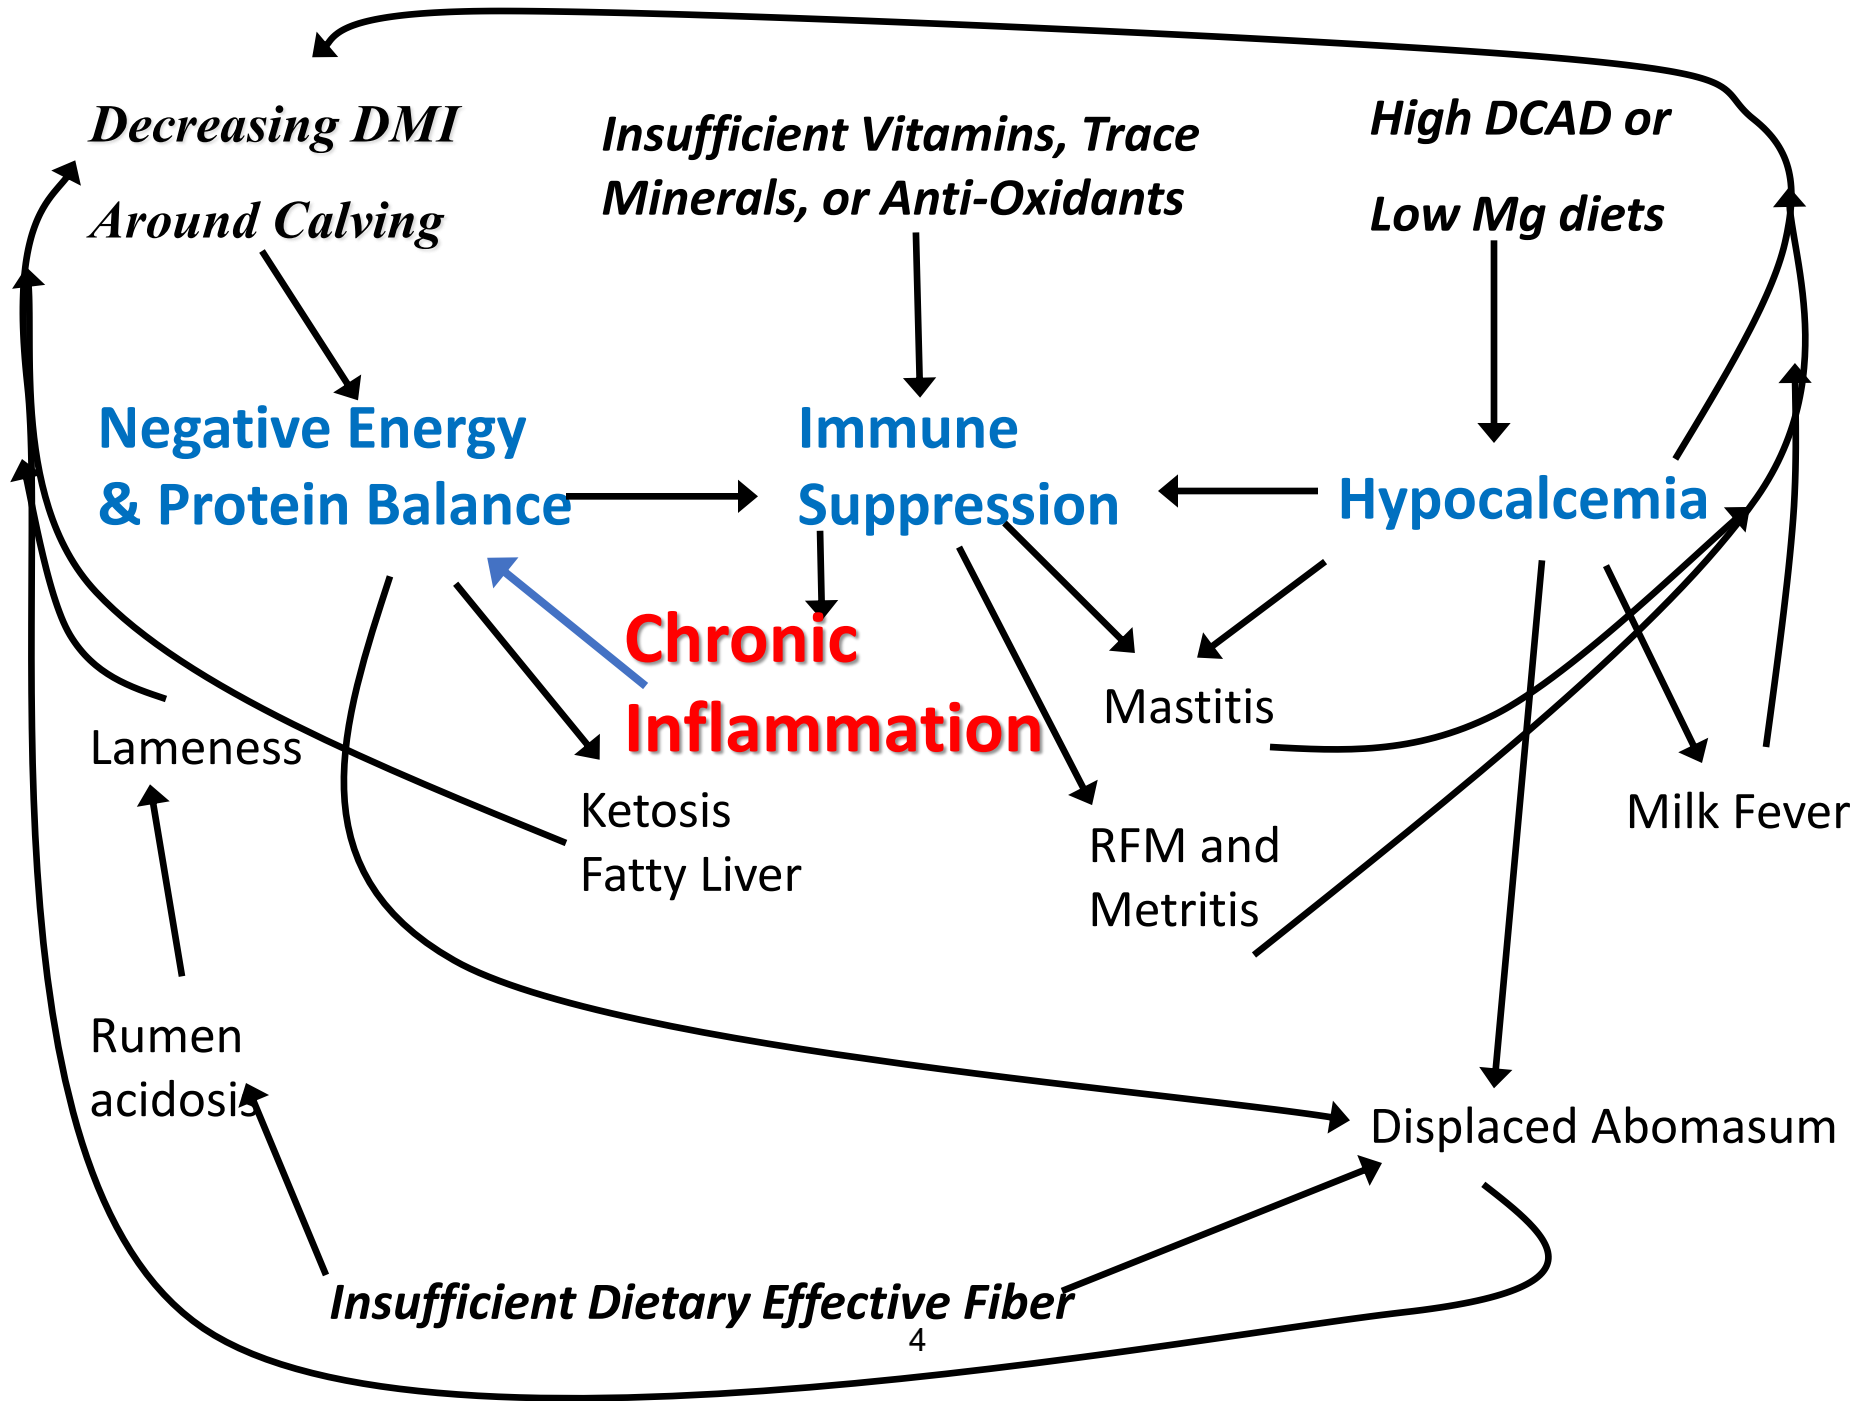 Decreasing DMI
Around Calving
Insufficient Vitamins, Trace
Minerals, or Anti-Oxidants
High DCAD or
Low Mg diets
Negative Energy
& Protein Balance
Immune
Suppression
Hypocalcemia
Chronic
Inflammation
Mastitis
Lameness
Ketosis
Fatty Liver
RFM and
Metritis
Milk Fever
Rumen
acidosis
Displaced Abomasum
Insufficient Dietary Effective Fiber
4